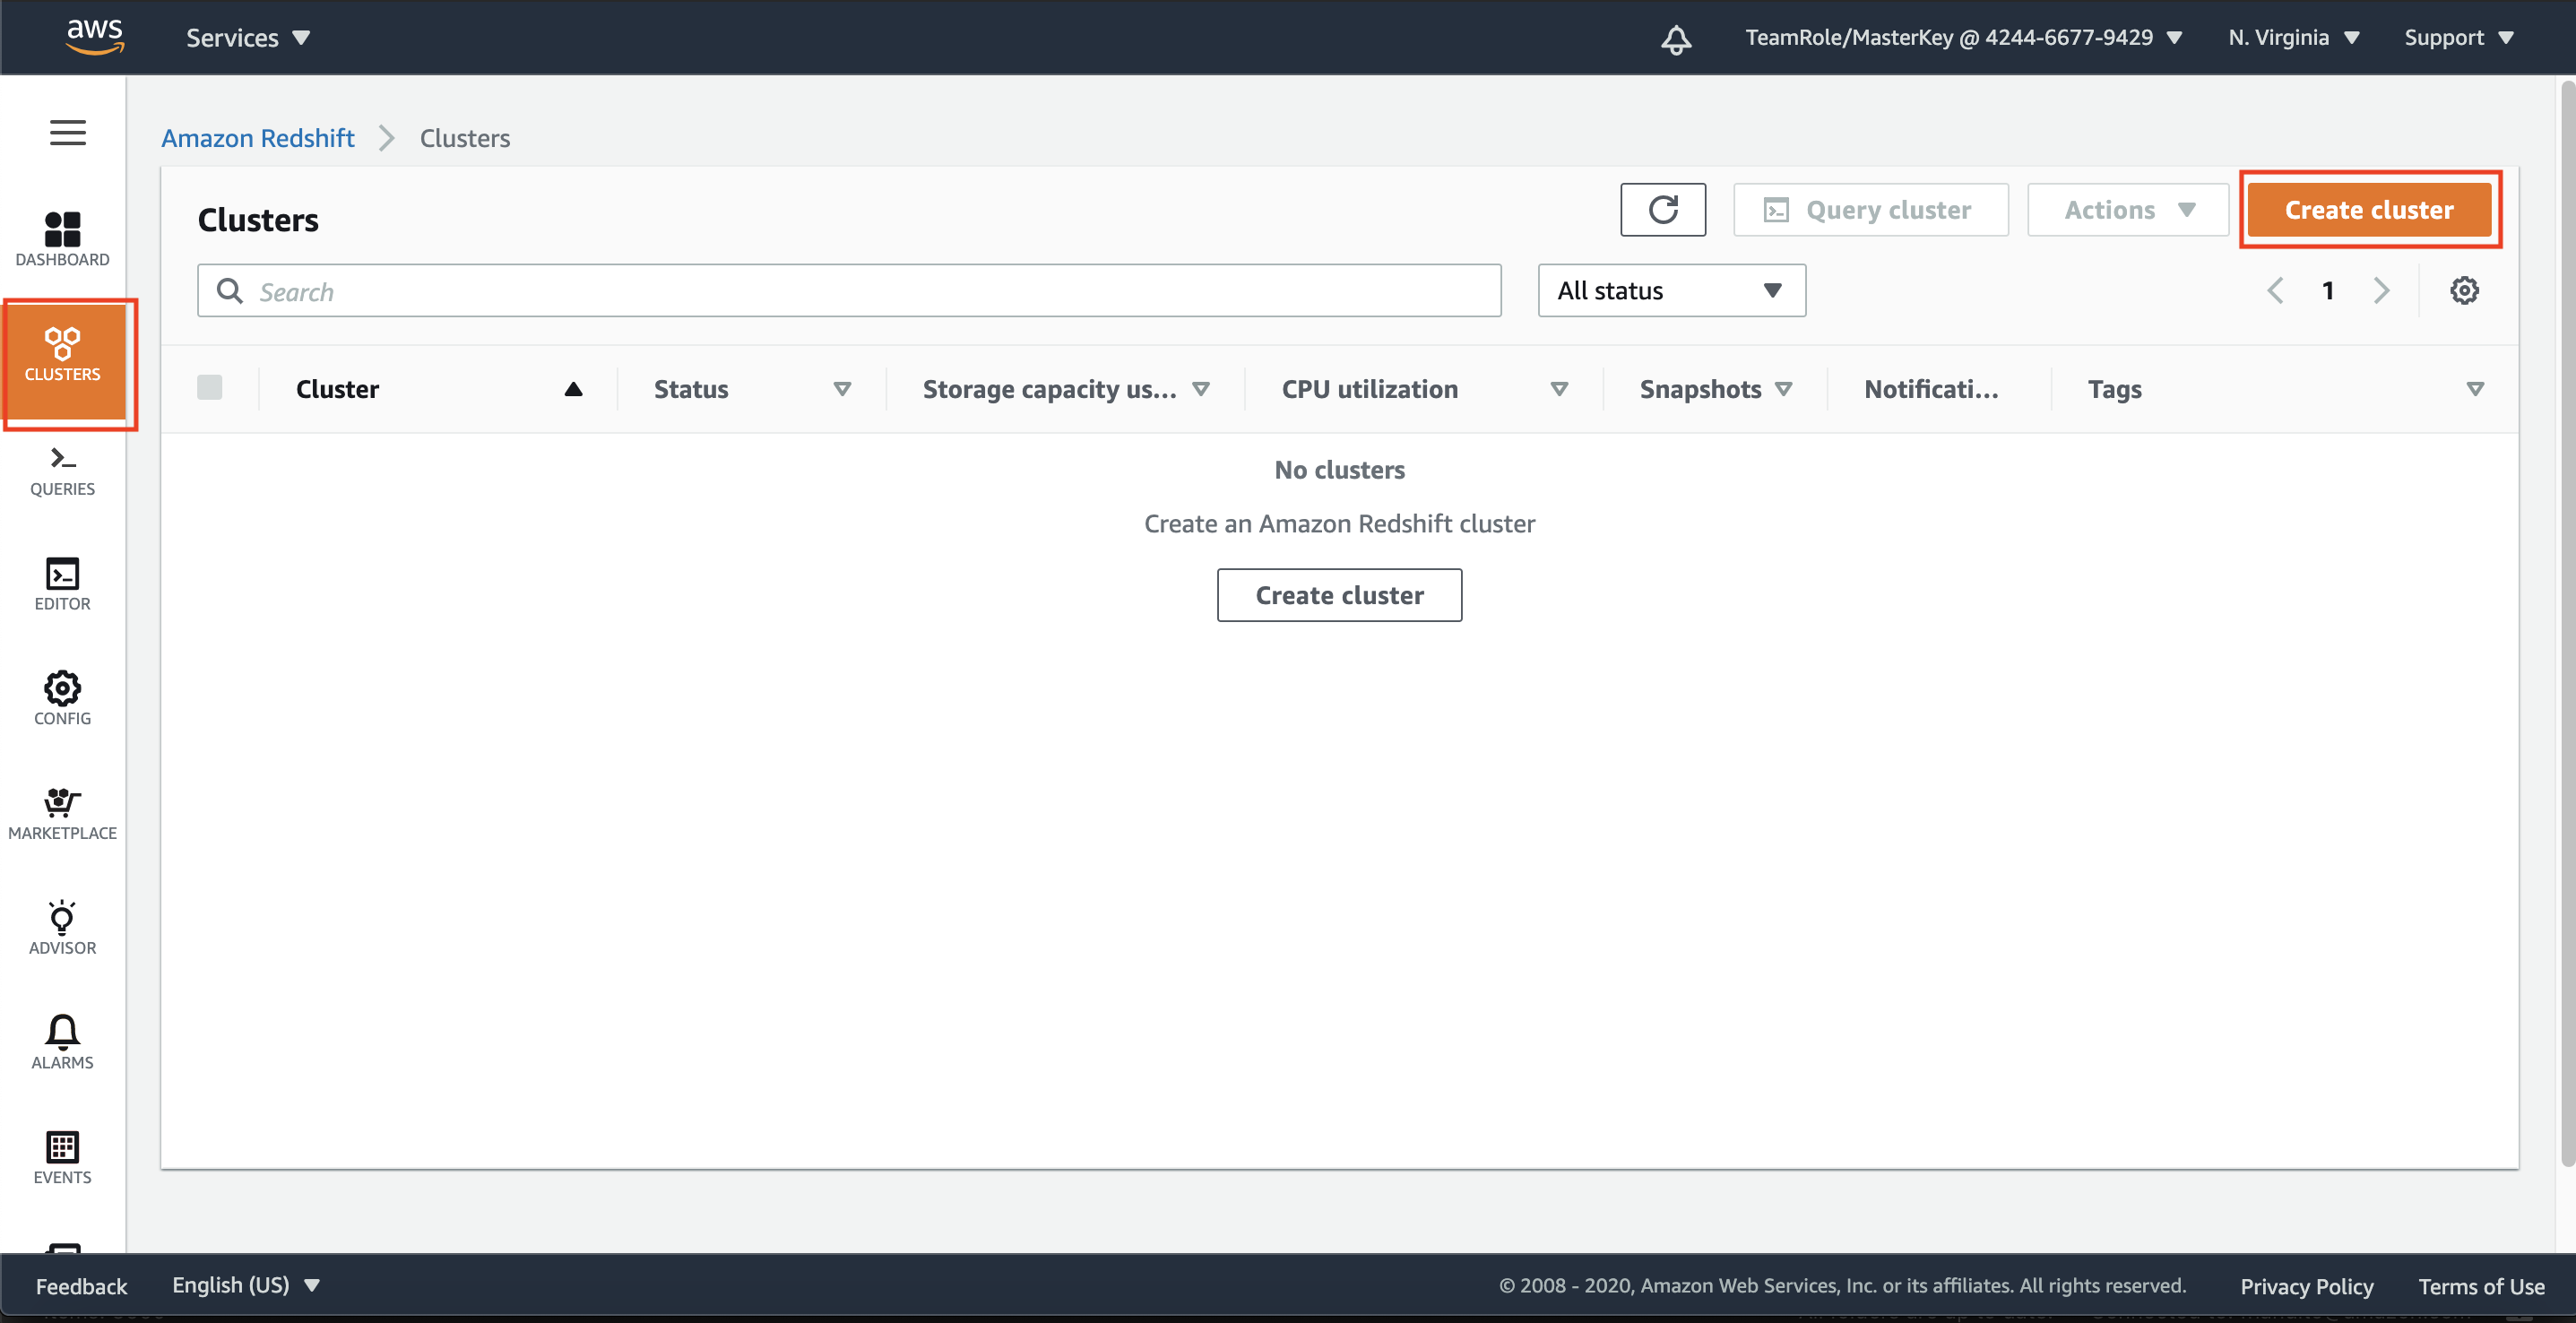 aws
Services
TeamRole/MasterKey @ 4244-6677-9429
N. Virginia
Support
Amazon Redshift
Clusters
DASHBOARD
CLUSTERS
QUERIES
EDITOR
CONFIG
MARKETPLACE
ADVISOR
ALARMS
EVENTS
Clusters
Query cluster
Actions
Create cluster
Search
All status
1
Cluster
Status
Storage capacity us...
CPU utilization
Snapshots
Notificati...
Tags
No clusters
Create an Amazon Redshift cluster
Create cluster
Feedback
English (US)
© 2008 - 2020, Amazon Web Services, Inc. or its affiliates. All rights reserved.
Privacy Policy
Terms of Use